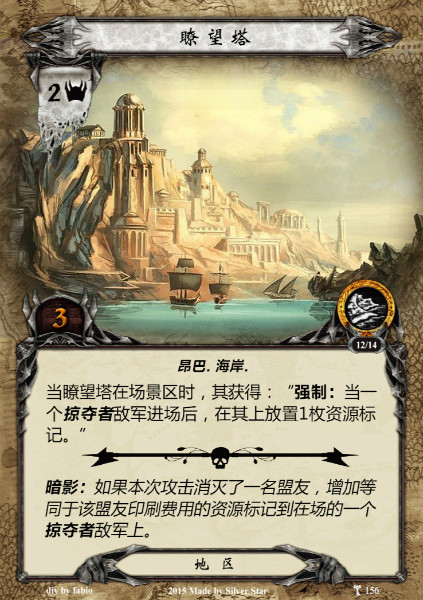 瞭望塔
2
3
12/14
昂巴. 海岸.
当瞭望塔在场景区时，其获得：“强制：当一
个掠夺者敌军进场后，在其上放置1枚资源标
记。”
暗影：如果本次攻击消灭了一名盟友，增加等
同于该盟友印刷费用的资源标记到在场的一个
掠夺者敌军上。
地区
diy by fabio 2015 Made by Silver Star 156